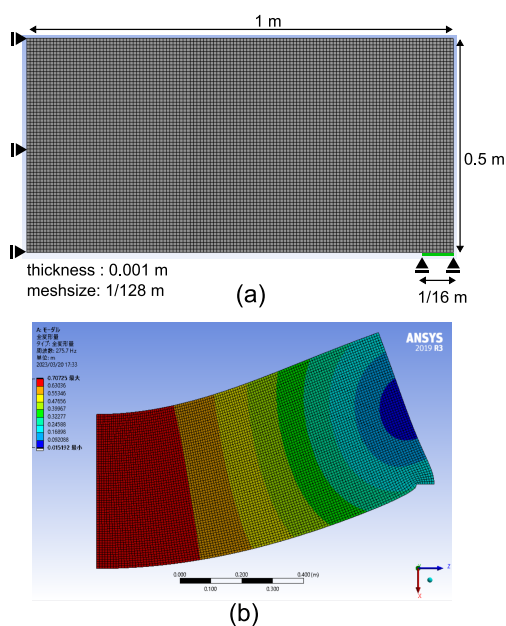 1 m
0.5 m
thickness : 0.001 m
meshsize: 1/128 m
(a)
1/16 m
A: モーダル
全変形量
タイプ: 全変形量
周波数: 275.7 Hz
単位: m
2023/03/20 17:33
ANSYS
2019 R3
0.70725 最大
0.63036
0.55346
0.47656
0.39967
0.32277
0.24588
0.16898
0.092088
0.015192 最小
0.000 0.200 0.400 (m)
0.100 0.300
Y Z
X
(b)